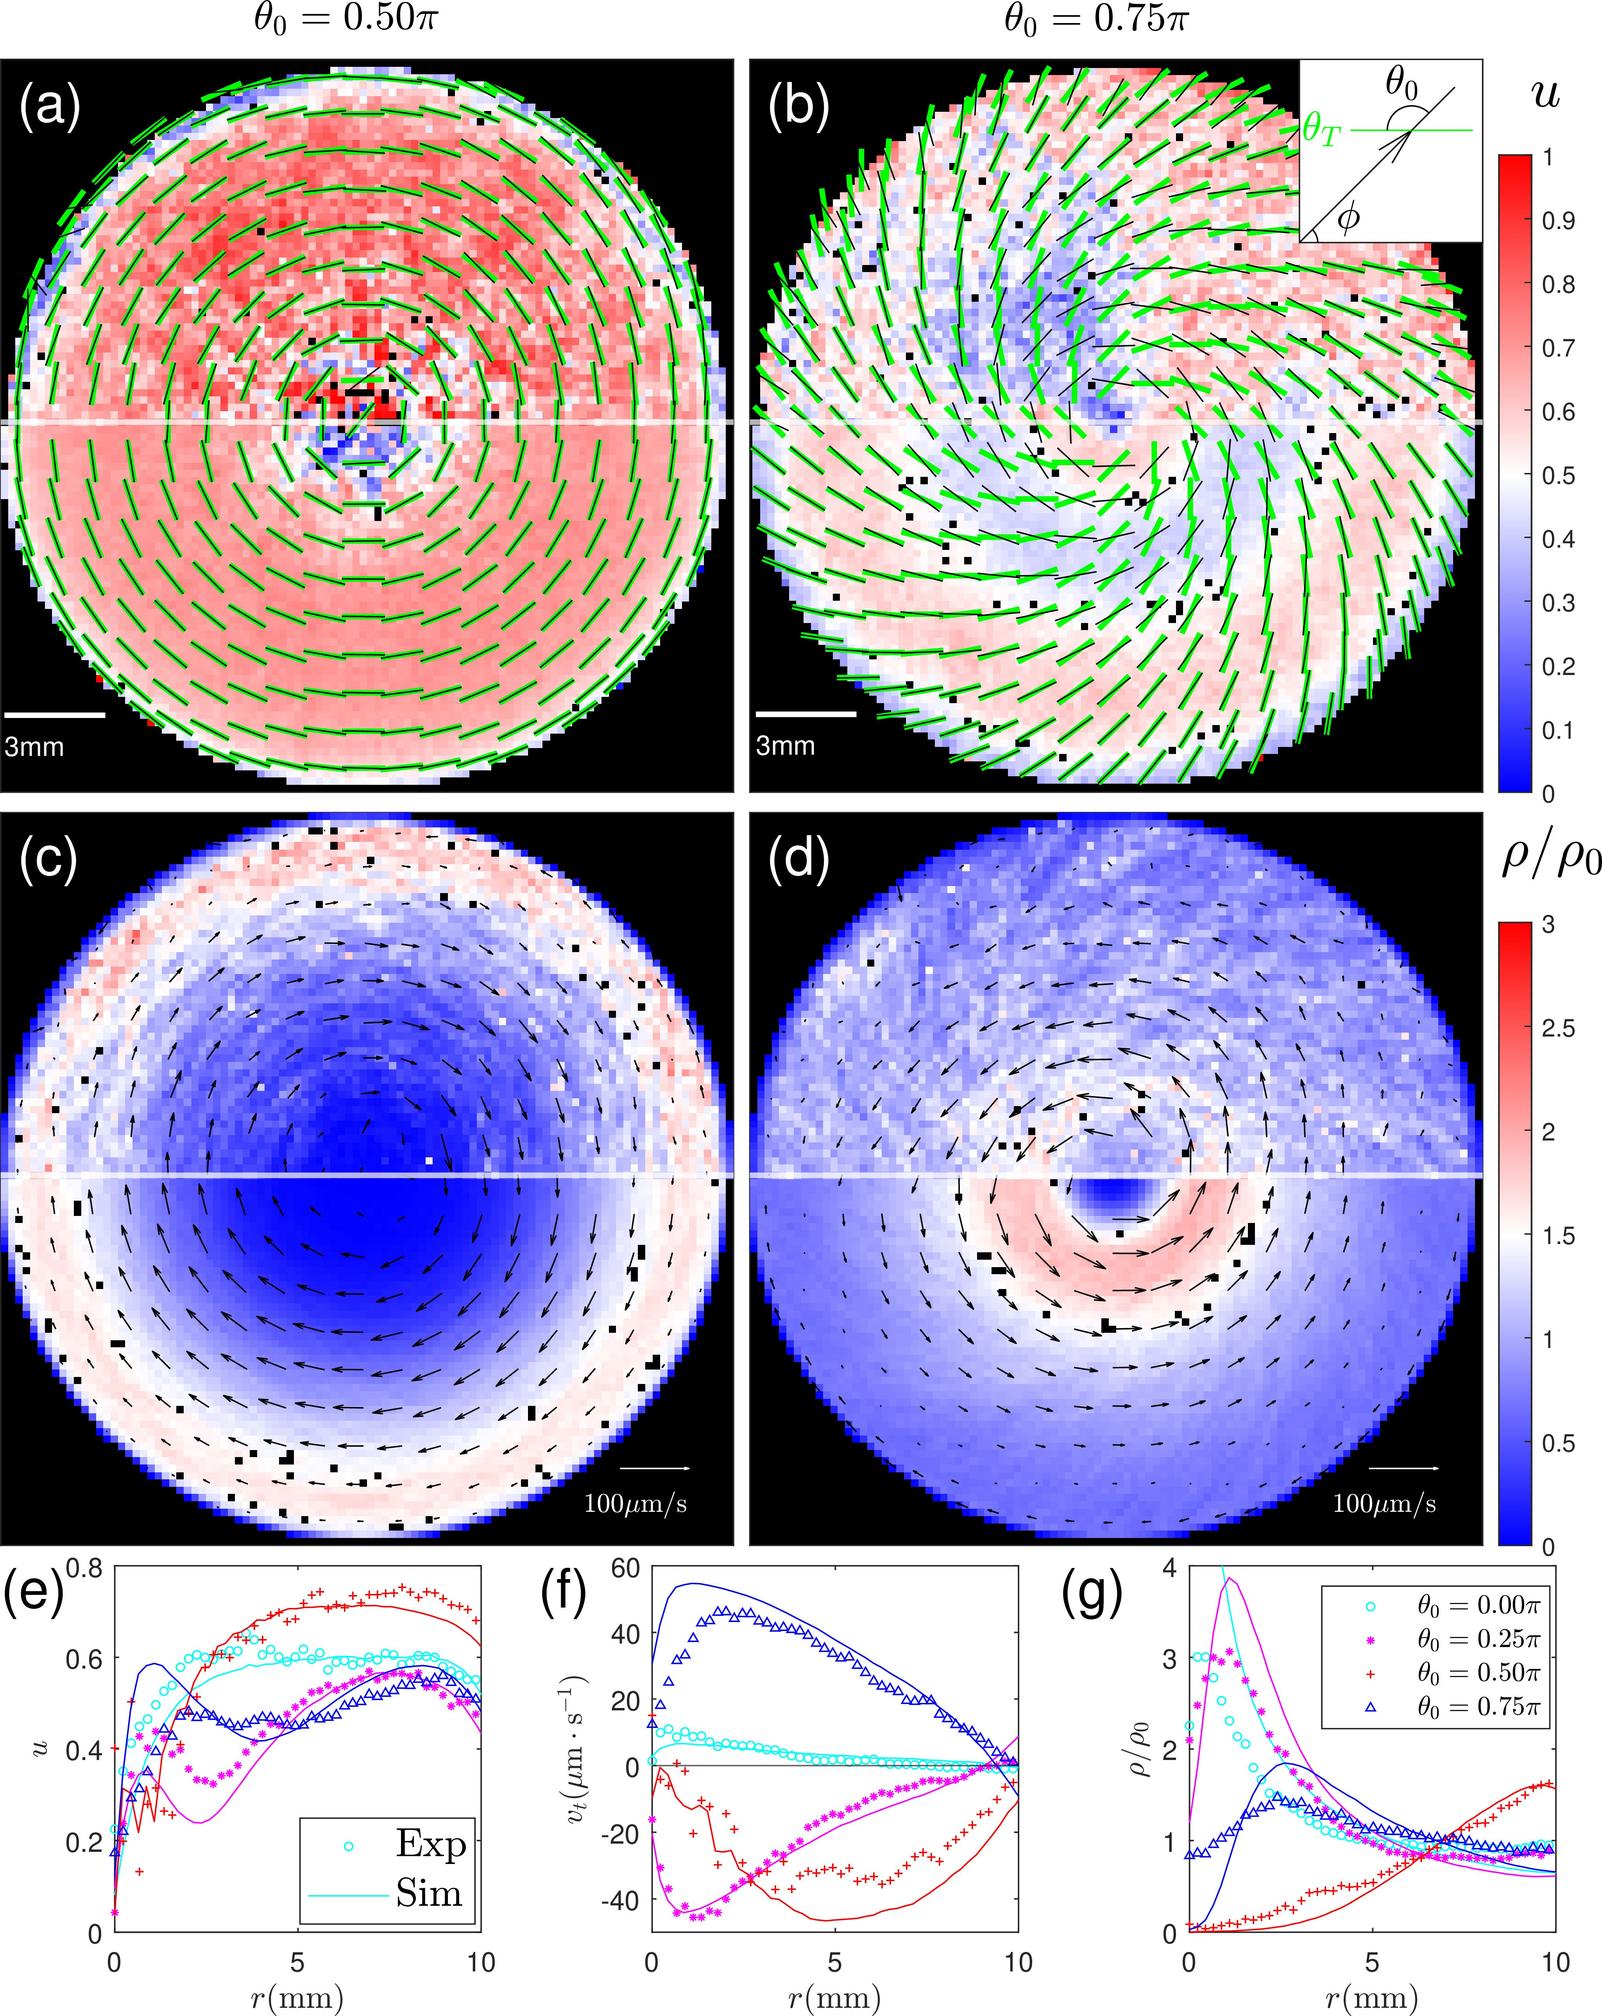 θ₀ = 0.50π
θ₀ = 0.75π
(a)
3mm
(b)
θ₀
θ_T
ϕ
3mm
u
1
0.9
0.8
0.7
0.6
0.5
0.4
0.3
0.2
0.1
0
(c)
100μm/s
(d)
100μm/s
ρ/ρ₀
3
2.5
2
1.5
1
0.5
0
(e)
0.8
0.6
0.4
0.2
0
u
Exp
Sim
0 5 10
r(mm)
(f)
60
40
20
0
-20
-40
v_t(μm · s⁻¹)
0 5 10
r(mm)
(g)
4
3
2
1
0
ρ/ρ₀
θ₀ = 0.00π
θ₀ = 0.25π
θ₀ = 0.50π
θ₀ = 0.75π
0 5 10
r(mm)